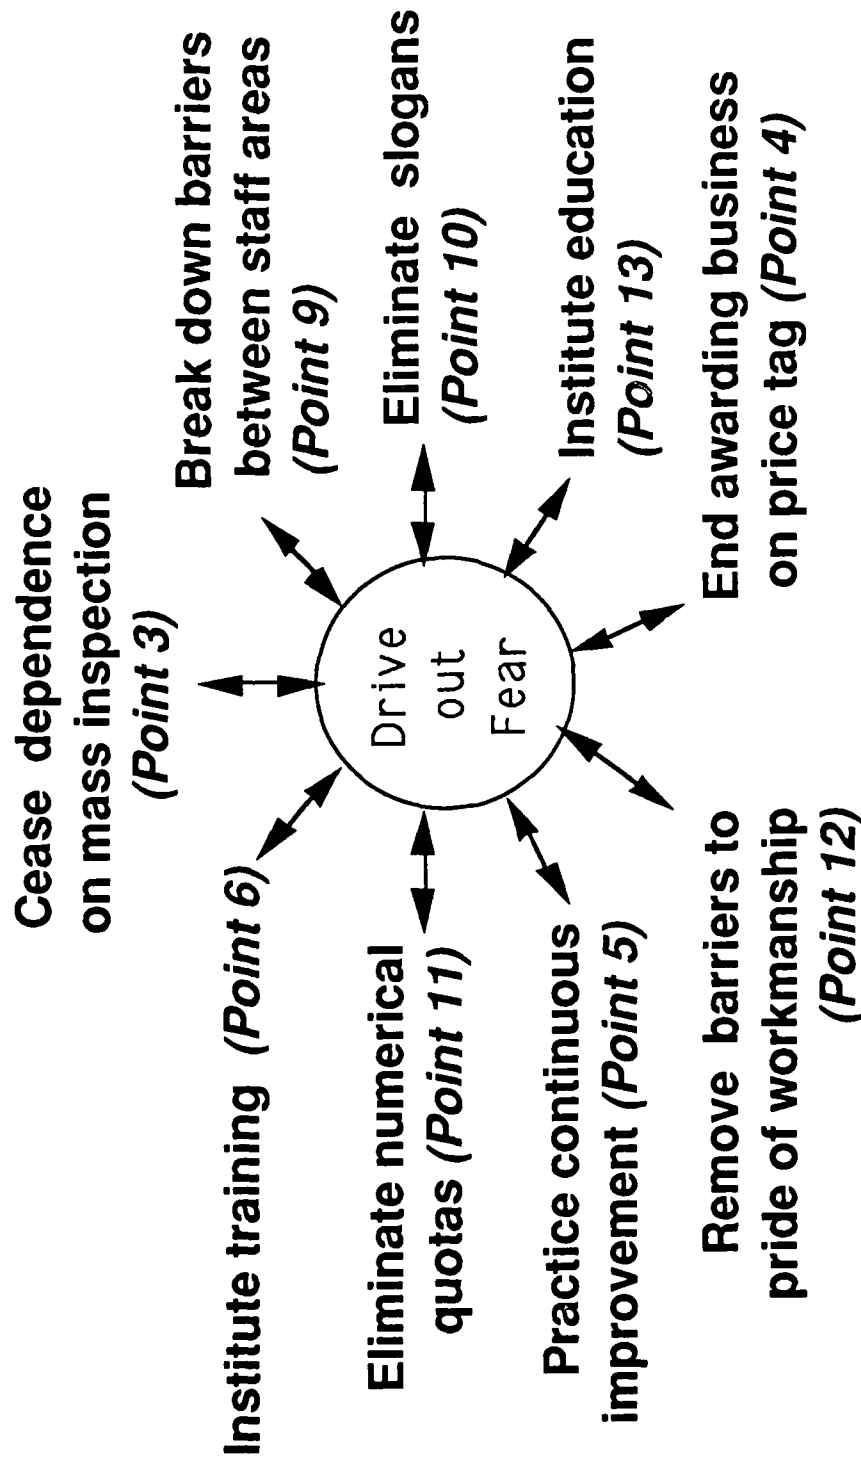 Cease dependence
on mass inspection
(Point 3)
Institute training (Point 6)
Break down barriers
between staff areas
(Point 9)
Eliminate numerical
quotas (Point 11)
Drive
out
Fear
Eliminate slogans
(Point 10)
Practice continuous
improvement (Point 5)
Institute education
(Point 13)
Remove barriers to
pride of workmanship
(Point 12)
End awarding business
on price tag (Point 4)